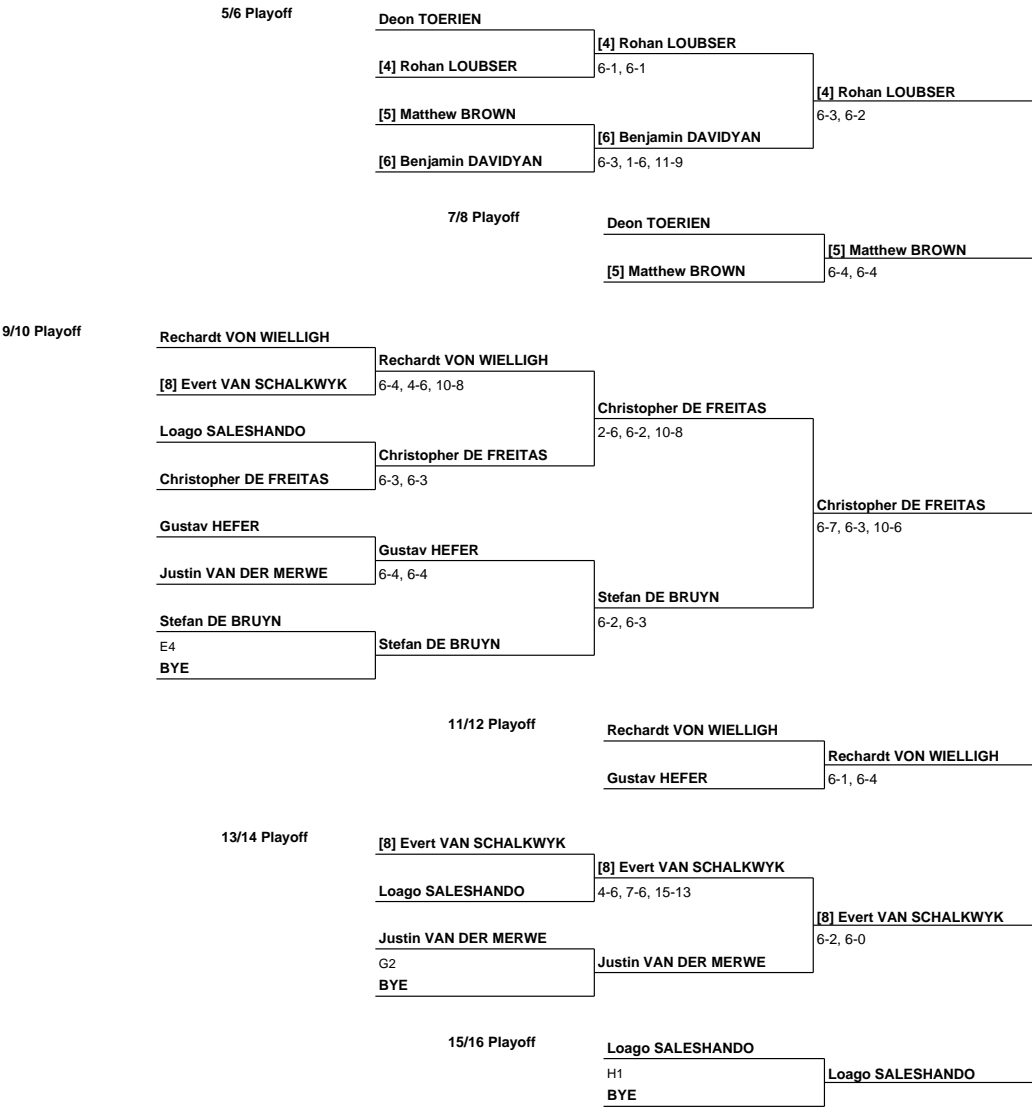 5/6 Playoff
Deon TOERIEN
[4] Rohan LOUBSER
[4] Rohan LOUBSER
6-1, 6-1
[4] Rohan LOUBSER
6-3, 6-2
[5] Matthew BROWN
[6] Benjamin DAVIDYAN
[6] Benjamin DAVIDYAN
6-3, 1-6, 11-9
7/8 Playoff
Deon TOERIEN
[5] Matthew BROWN
[5] Matthew BROWN
6-4, 6-4
9/10 Playoff
Rechardt VON WIELLIGH
Rechardt VON WIELLIGH
[8] Evert VAN SCHALKWYK
6-4, 4-6, 10-8
Christopher DE FREITAS
2-6, 6-2, 10-8
Loago SALESHANDO
Christopher DE FREITAS
Christopher DE FREITAS
6-3, 6-3
Christopher DE FREITAS
6-7, 6-3, 10-6
Gustav HEFER
Gustav HEFER
Justin VAN DER MERWE
6-4, 6-4
Stefan DE BRUYN
6-2, 6-3
Stefan DE BRUYN
E4
Stefan DE BRUYN
BYE
11/12 Playoff
Rechardt VON WIELLIGH
Rechardt VON WIELLIGH
Gustav HEFER
6-1, 6-4
13/14 Playoff
[8] Evert VAN SCHALKWYK
[8] Evert VAN SCHALKWYK
Loago SALESHANDO
4-6, 7-6, 15-13
[8] Evert VAN SCHALKWYK
6-2, 6-0
Justin VAN DER MERWE
G2
Justin VAN DER MERWE
BYE
15/16 Playoff
Loago SALESHANDO
H1
Loago SALESHANDO
BYE